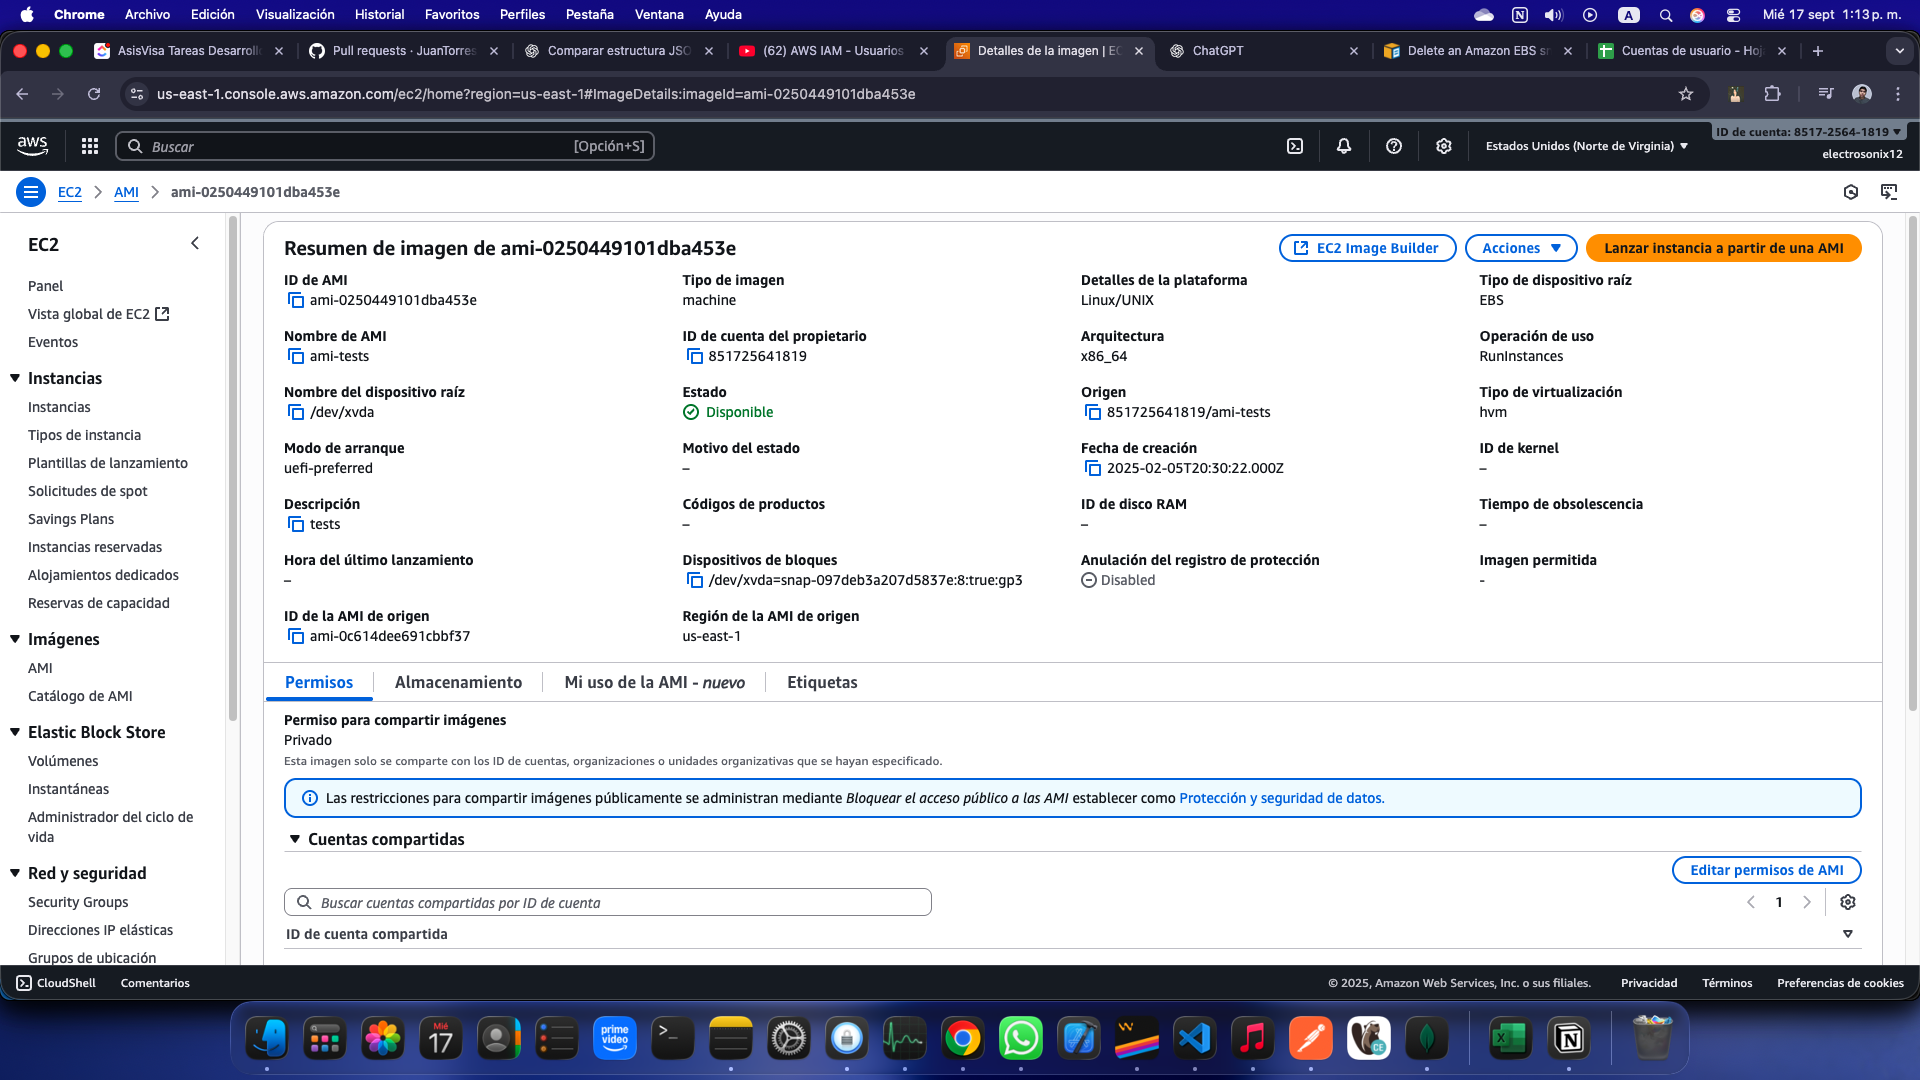 Chrome Archivo Edición Visualización Historial Favoritos Perfiles Pestaña Ventana Ayuda
A Mié 17 sept 1:13 p. m.
AsisVisa Tareas Desarroll
Pull requests · JuanTorres
Comparar estructura JSO
(62) AWS IAM - Usuarios
Detalles de la imagen | EC
ChatGPT
Delete an Amazon EBS sn
Cuentas de usuario - Hoj
us-east-1.console.aws.amazon.com/ec2/home?region=us-east-1#ImageDetails:imageId=ami-0250449101dba453e
aws
Buscar [Opción+S]
Estados Unidos (Norte de Virginia)
ID de cuenta: 8517-2564-1819
electrosonix12
EC2 AMI ami-0250449101dba453e
EC2
Panel
Vista global de EC2
Eventos
Instancias
Instancias
Tipos de instancia
Plantillas de lanzamiento
Solicitudes de spot
Savings Plans
Instancias reservadas
Alojamientos dedicados
Reservas de capacidad
Imágenes
AMI
Catálogo de AMI
Elastic Block Store
Volúmenes
Instantáneas
Administrador del ciclo de
vida
Red y seguridad
Security Groups
Direcciones IP elásticas
Grupos de ubicación
Resumen de imagen de ami-0250449101dba453e
EC2 Image Builder
Acciones
Lanzar instancia a partir de una AMI
ID de AMI
ami-0250449101dba453e
Tipo de imagen
machine
Detalles de la plataforma
Linux/UNIX
Tipo de dispositivo raíz
EBS
Nombre de AMI
ami-tests
ID de cuenta del propietario
851725641819
Arquitectura
x86_64
Operación de uso
RunInstances
Nombre del dispositivo raíz
/dev/xvda
Estado
Disponible
Origen
851725641819/ami-tests
Tipo de virtualización
hvm
Modo de arranque
uefi-preferred
Motivo del estado
–
Fecha de creación
2025-02-05T20:30:22.000Z
ID de kernel
–
Descripción
tests
Códigos de productos
–
ID de disco RAM
–
Tiempo de obsolescencia
–
Hora del último lanzamiento
–
Dispositivos de bloques
/dev/xvda=snap-097deb3a207d5837e:8:true:gp3
Anulación del registro de protección
Disabled
Imagen permitida
-
ID de la AMI de origen
ami-0c614dee691cbbf37
Región de la AMI de origen
us-east-1
Permisos
Almacenamiento
Mi uso de la AMI - nuevo
Etiquetas
Permiso para compartir imágenes
Privado
Esta imagen solo se comparte con los ID de cuentas, organizaciones o unidades organizativas que se hayan especificado.
Las restricciones para compartir imágenes públicamente se administran mediante Bloquear el acceso público a las AMI establecer como Protección y seguridad de datos.
Cuentas compartidas
Editar permisos de AMI
Buscar cuentas compartidas por ID de cuenta
1
ID de cuenta compartida
CloudShell
Comentarios
© 2025, Amazon Web Services, Inc. o sus filiales.
Privacidad
Términos
Preferencias de cookies
Mié
17
prime
video
CE